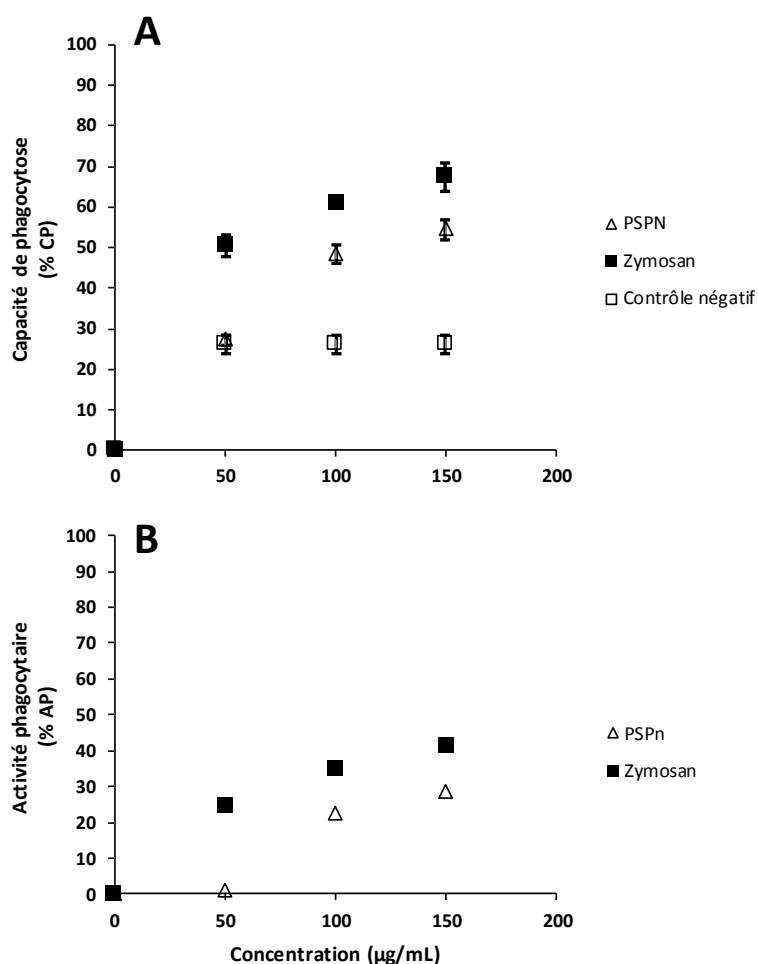 A
100
90
80
70
60
50
40
30
20
10
0
Capacité de phagocytose
(% CP)
0 50 100 150 200
PSPN
Zymosan
Contrôle négatif
B
100
90
80
70
60
50
40
30
20
10
0
Activité phagocytaire
(% AP)
0 50 100 150 200
Concentration (µg/mL)
PSPn
Zymosan